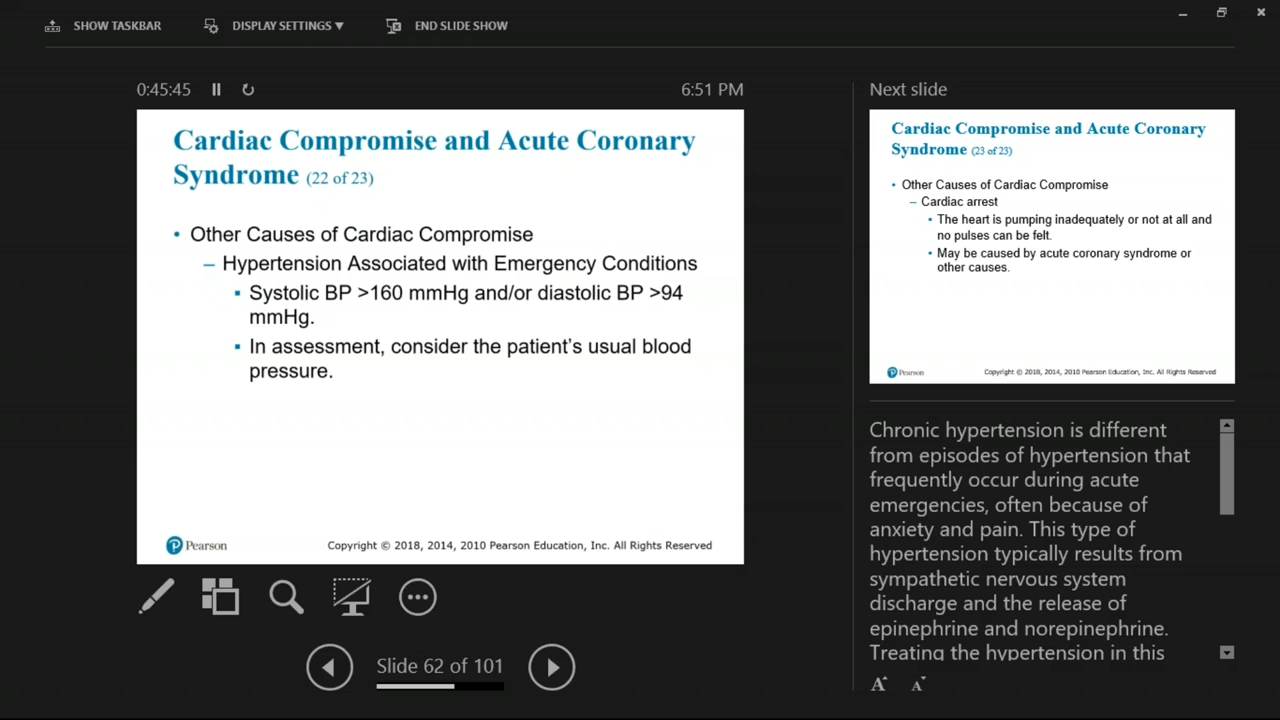 SHOW TASKBAR
DISPLAY SETTINGS ▼
END SLIDE SHOW
0:45:45
6:51 PM
Cardiac Compromise and Acute Coronary
Syndrome (22 of 23)
• Other Causes of Cardiac Compromise
– Hypertension Associated with Emergency Conditions
▪ Systolic BP >160 mmHg and/or diastolic BP >94
mmHg.
▪ In assessment, consider the patient's usual blood
pressure.
Pearson
Copyright © 2018, 2014, 2010 Pearson Education, Inc. All Rights Reserved
Slide 62 of 101
Next slide
Cardiac Compromise and Acute Coronary
Syndrome (23 of 23)
• Other Causes of Cardiac Compromise
– Cardiac arrest
▪ The heart is pumping inadequately or not at all and
no pulses can be felt.
▪ May be caused by acute coronary syndrome or
other causes.
Pearson
Copyright © 2018, 2014, 2010 Pearson Education, Inc. All Rights Reserved
Chronic hypertension is different
from episodes of hypertension that
frequently occur during acute
emergencies, often because of
anxiety and pain. This type of
hypertension typically results from
sympathetic nervous system
discharge and the release of
epinephrine and norepinephrine.
Treating the hypertension in this
A A